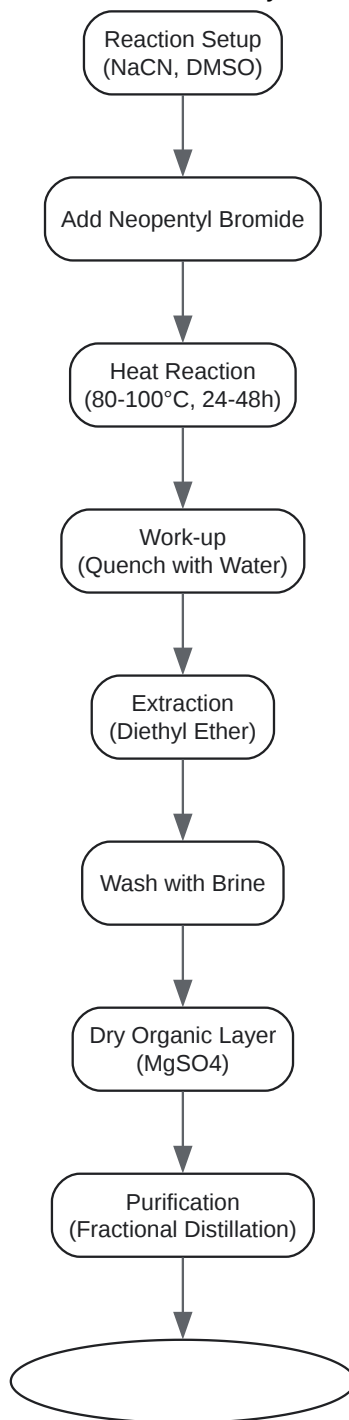 Reaction Setup
(NaCN, DMSO)
Add Neopentyl Bromide
Heat Reaction
(80-100°C, 24-48h)
Work-up
(Quench with Water)
Extraction
(Diethyl Ether)
Wash with Brine
Dry Organic Layer
(MgSO4)
Purification
(Fractional Distillation)